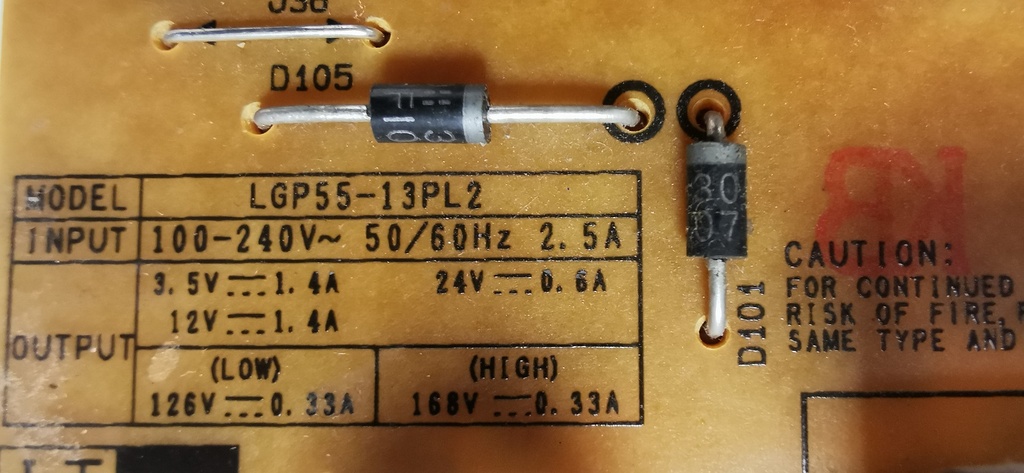 J36
D105
MODEL LGP55-13PL2
INPUT 100-240V~ 50/60Hz 2.5A
OUTPUT
3.5V⎓1.4A 24V⎓0.6A
12V⎓1.4A
(LOW) (HIGH)
126V⎓0.33A 168V⎓0.33A
30
07
D101
CAUTION:
FOR CONTINUED
RISK OF FIRE,
SAME TYPE AND